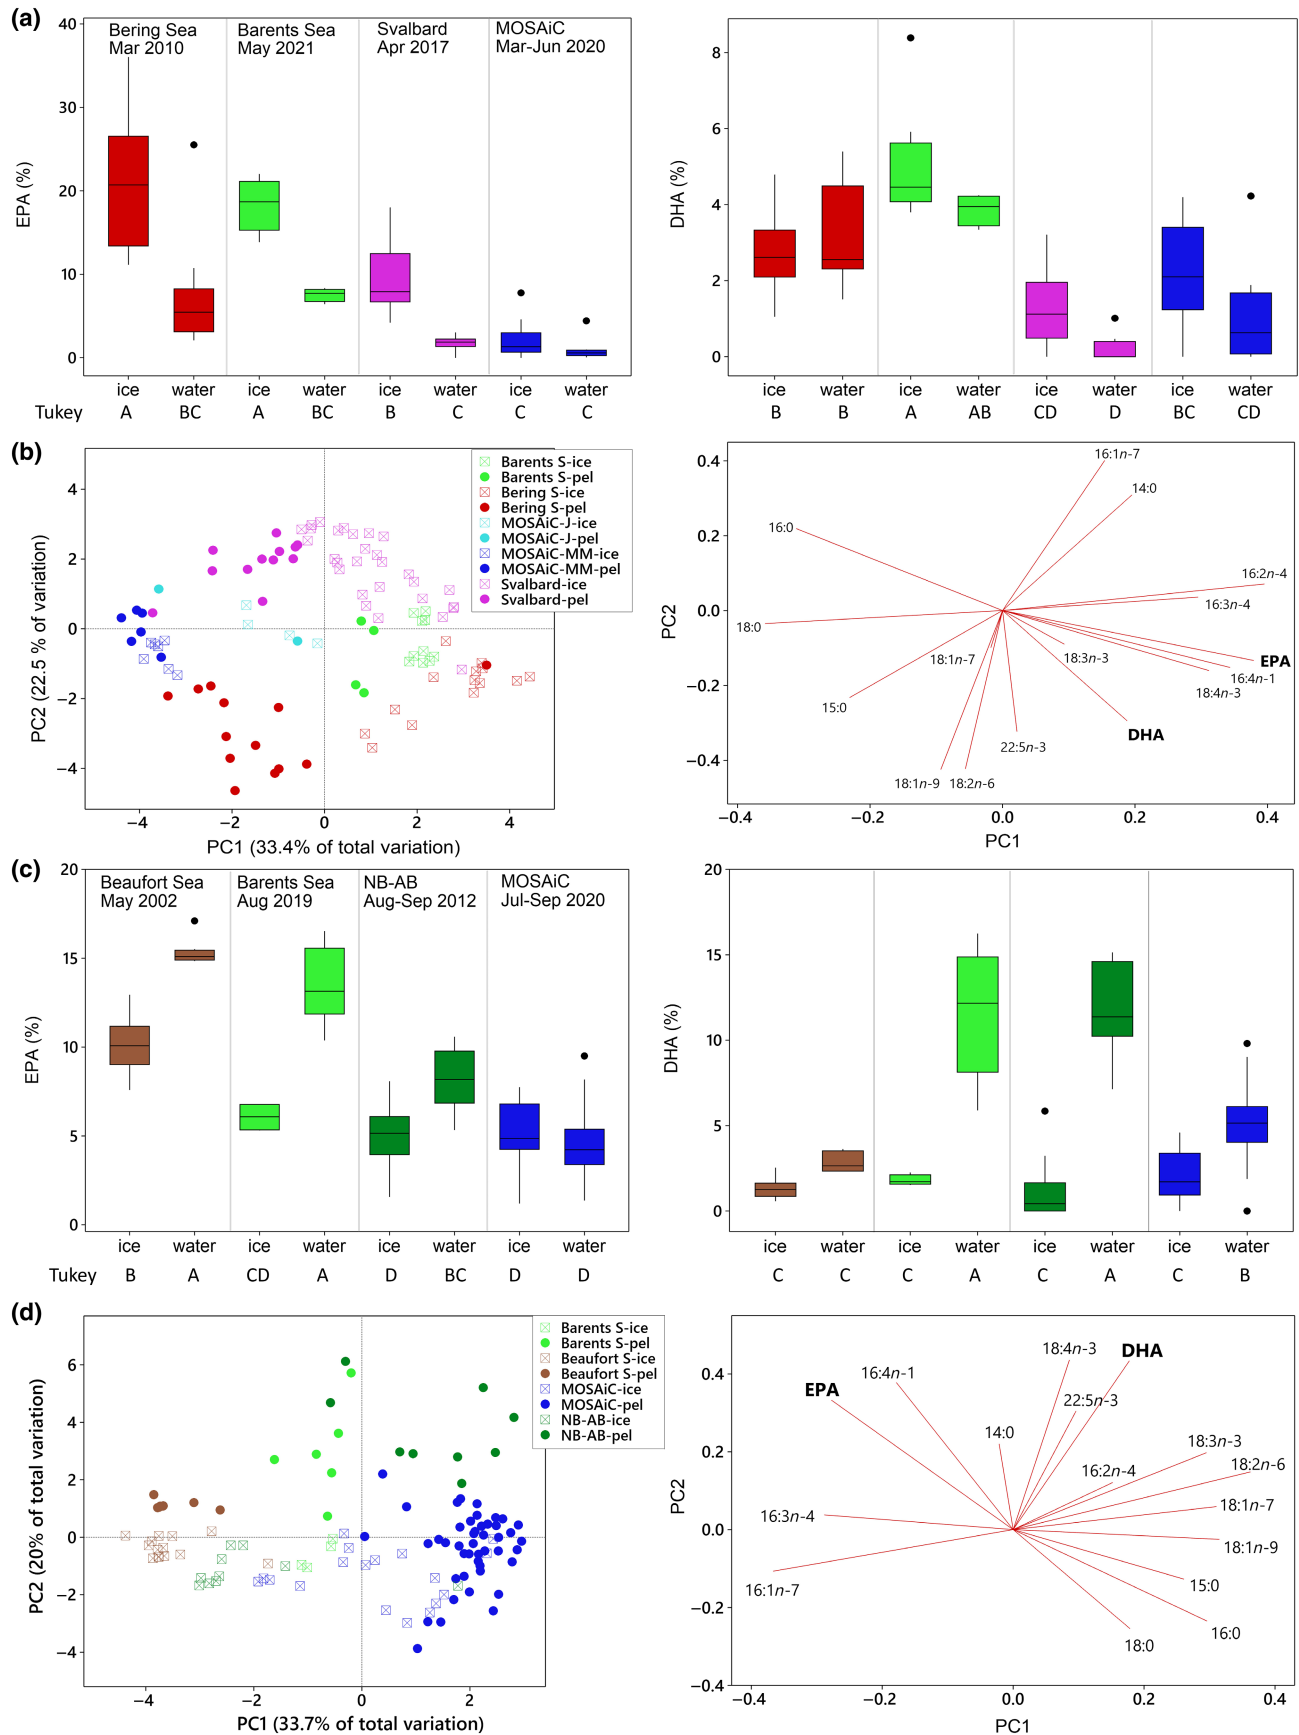 (a)
40
30
20
10
0
EPA (%)
Bering Sea
Mar 2010
Barents Sea
May 2021
Svalbard
Apr 2017
MOSAiC
Mar-Jun 2020
ice water ice water ice water ice water
Tukey A BC A BC B C C C
8
6
4
2
0
DHA (%)
ice water ice water ice water ice water
B B A AB CD D BC CD
(b)
4
2
0
−2
−4
PC2 (22.5 % of variation)
−4 −2 0 2 4
PC1 (33.4% of total variation)
Barents S-ice
Barents S-pel
Bering S-ice
Bering S-pel
MOSAiC-J-ice
MOSAiC-J-pel
MOSAiC-MM-ice
MOSAiC-MM-pel
Svalbard-ice
Svalbard-pel
0.4
0.2
0.0
−0.2
−0.4
PC2
16:1n-7
14:0
16:0
16:2n-4
16:3n-4
18:0
18:1n-7
18:3n-3
EPA
16:4n-1
18:4n-3
15:0
DHA
22:5n-3
18:1n-9
18:2n-6
−0.4 −0.2 0.0 0.2 0.4
PC1
(c)
20
15
10
5
0
EPA (%)
Beaufort Sea
May 2002
Barents Sea
Aug 2019
NB-AB
Aug-Sep 2012
MOSAiC
Jul-Sep 2020
ice water ice water ice water ice water
Tukey B A CD A D BC D D
20
15
10
5
0
DHA (%)
ice water ice water ice water ice water
C C C A C A C B
(d)
6
4
2
0
−2
−4
PC2 (20% of total variation)
−4 −2 0 2
PC1 (33.7% of total variation)
Barents S-ice
Barents S-pel
Beaufort S-ice
Beaufort S-pel
MOSAiC-ice
MOSAiC-pel
NB-AB-ice
NB-AB-pel
0.4
0.2
0.0
−0.2
−0.4
PC2
18:4n-3
DHA
16:4n-1
EPA
22:5n-3
14:0
18:3n-3
16:2n-4
18:2n-6
16:3n-4
18:1n-7
18:1n-9
16:1n-7
15:0
16:0
18:0
−0.4 −0.2 0.0 0.2 0.4
PC1